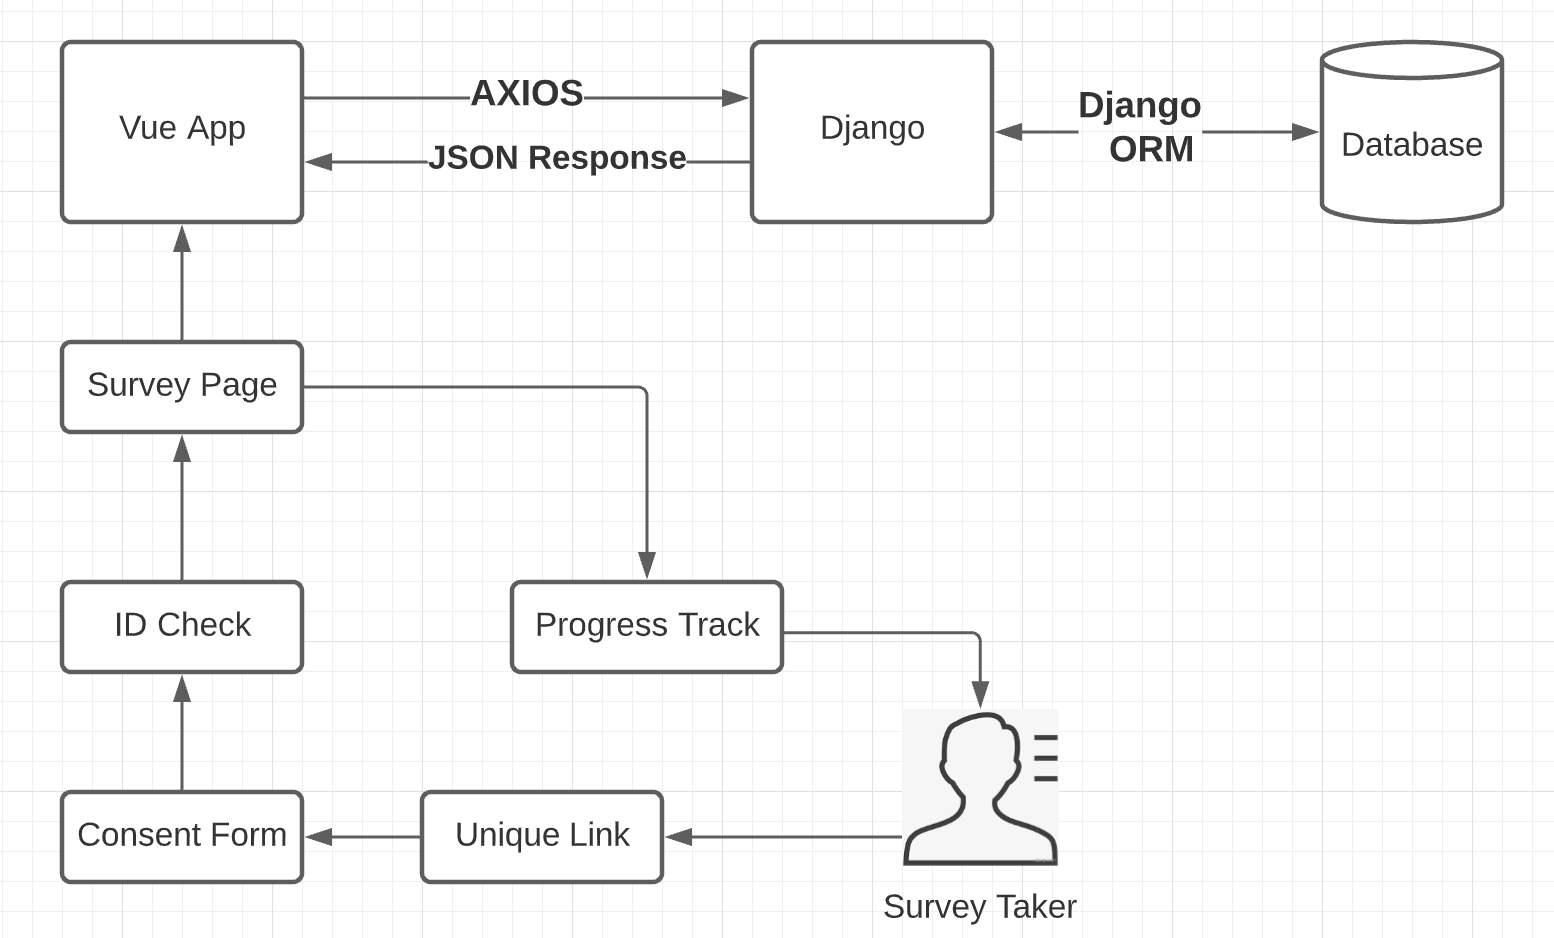 Vue App
AXIOS
JSON Response
Django
Django
ORM
Database
Survey Page
ID Check
Progress Track
Consent Form
Unique Link
Survey Taker